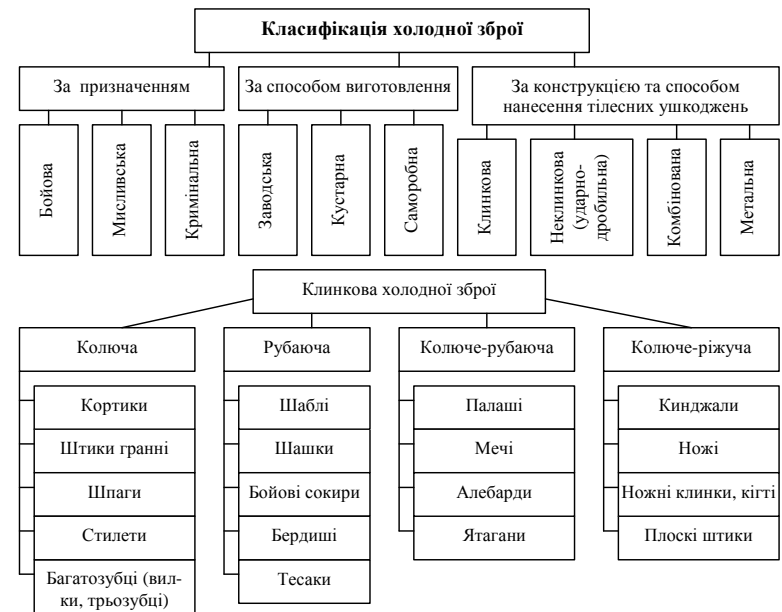 Класифікація холодної зброї
За призначенням
За способом виготовлення
За конструкцією та способом
нанесення тілесних ушкоджень
Бойова
Мисливська
Кримінальна
Заводська
Кустарна
Саморобна
Клинкова
Неклинкова
(ударно-
дробильна)
Комбінована
Метальна
Клинкова холодної зброї
Колюча
Рубаюча
Колюче-рубаюча
Колюче-ріжуча
Кортики
Штики гранні
Шпаги
Стилети
Багатозубці (вил-
ки, трьозубці)
Шаблі
Шашки
Бойові сокири
Бердиші
Тесаки
Палаші
Мечі
Алебарди
Ятагани
Кинджали
Ножі
Ножні клинки, кігті
Плоскі штики